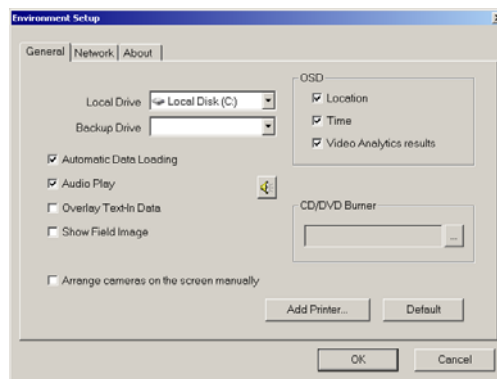 Environment Setup
General Network About
Local Drive Local Disk (C:)
Backup Drive
Automatic Data Loading
Audio Play
Overlay Text-In Data
Show Field Image
Arrange cameras on the screen manually
OSD
Location
Time
Video Analytics results
CD/DVD Burner
...
Add Printer... Default
OK Cancel